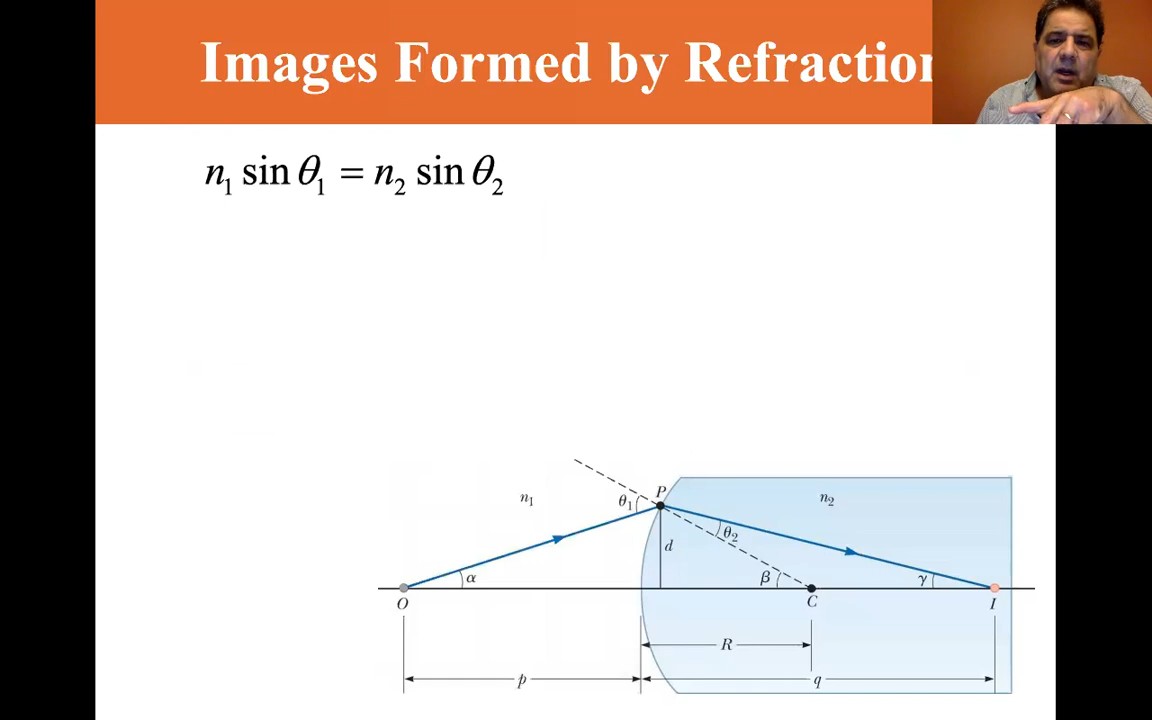 Images Formed by Refraction
n₁ sin θ₁ = n₂ sin θ₂
n₁
θ₁
P
n₂
d
θ₂
α
β
γ
O
C
I
R
p
q